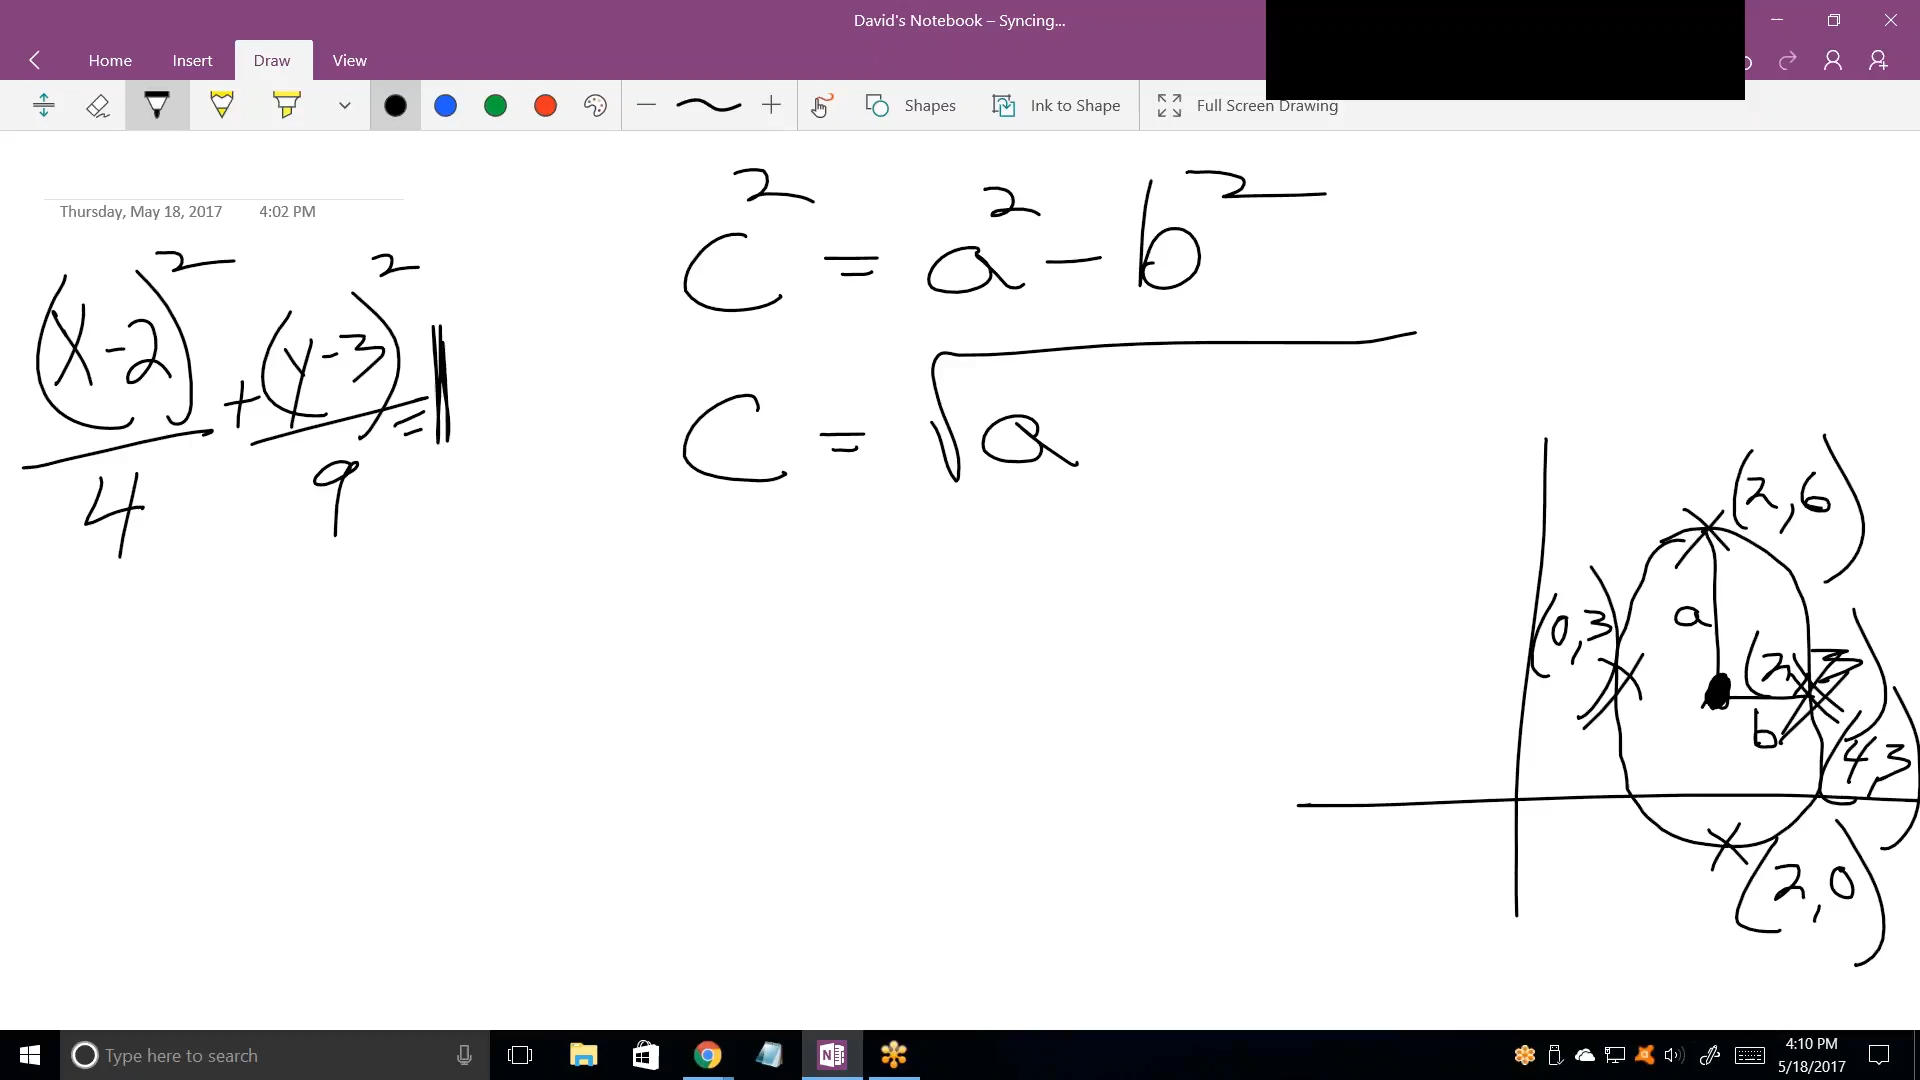 David's Notebook – Syncing...
Home Insert Draw View
Shapes Ink to Shape Full Screen Drawing
Thursday, May 18, 2017 4:02 PM
(x-2)² / 4 + (y-3)² / 9 = 1
c² = a² - b²
c = √a
(2,6)
(0,3)
a
b
(4,3)
(2,0)
Type here to search
4:10 PM
5/18/2017